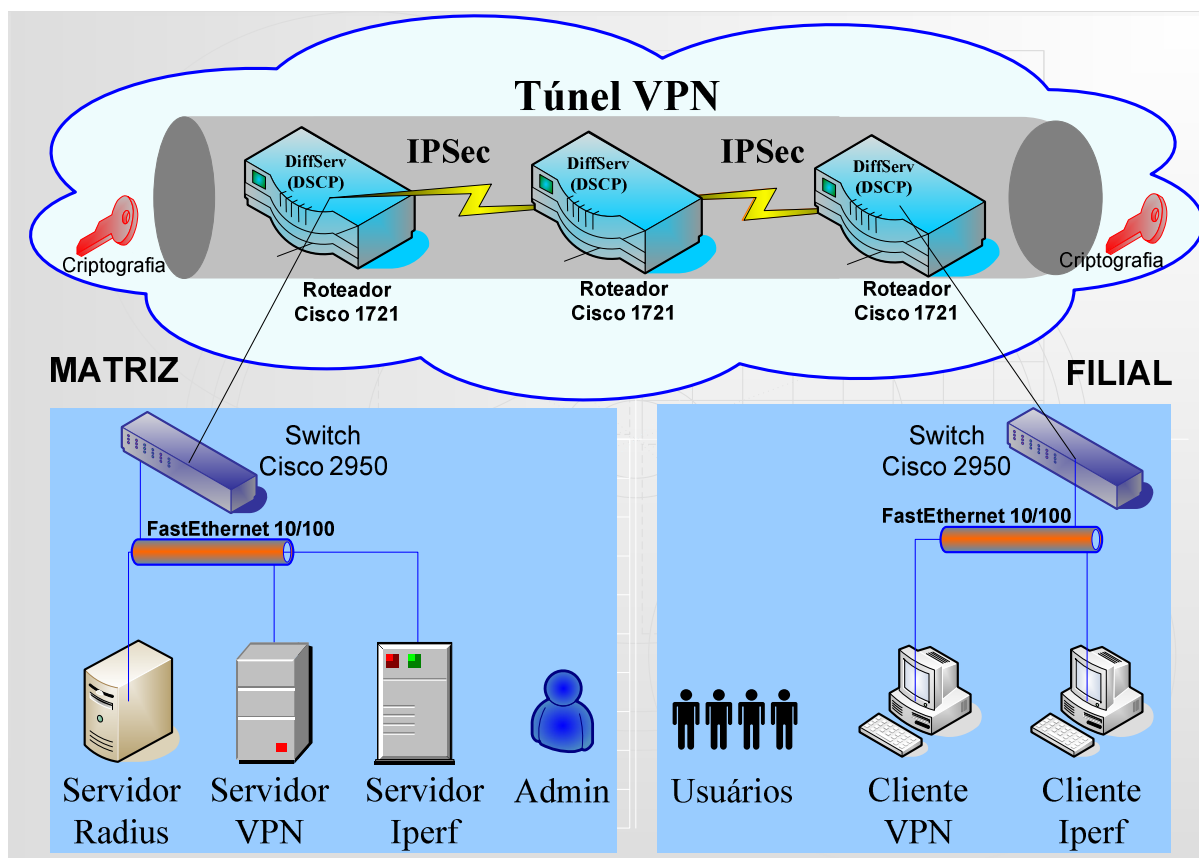 Túnel VPN
DiffServ
(DSCP)
IPSec
DiffServ
(DSCP)
IPSec
DiffServ
(DSCP)
Criptografia
Criptografia
Roteador
Cisco 1721
Roteador
Cisco 1721
Roteador
Cisco 1721
MATRIZ
FILIAL
Switch
Cisco 2950
FastEthernet 10/100
Switch
Cisco 2950
FastEthernet 10/100
Servidor
Radius
Servidor
VPN
Servidor
Iperf
Admin
Usuários
Cliente
VPN
Cliente
Iperf